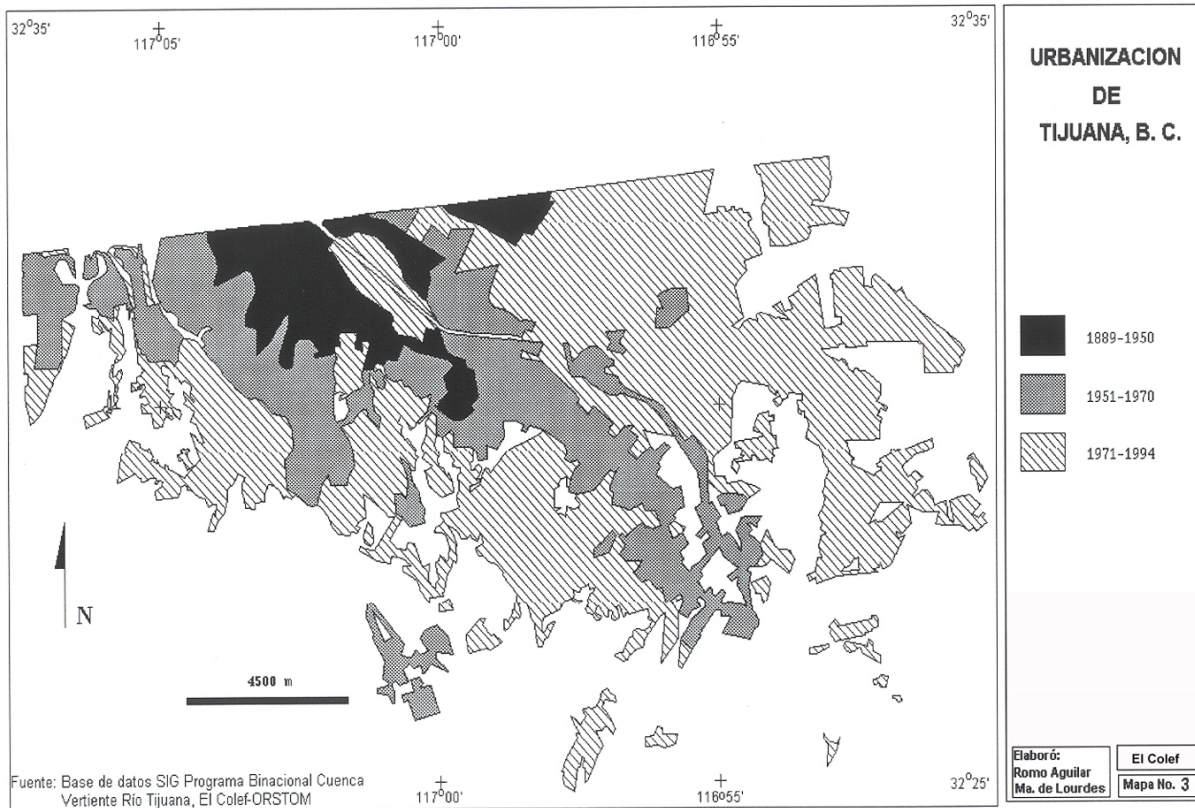 32°35'
117°05'
117°00'
116°55'
32°35'
N
4500 m
Fuente: Base de datos SIG Programa Binacional Cuenca
Vertiente Río Tijuana, El Colef-ORSTOM
117°00'
116°55'
32°25'
URBANIZACION
DE
TIJUANA, B. C.
1889-1950
1951-1970
1971-1994
Elaboró:
Romo Aguilar
Ma. de Lourdes
El Colef
Mapa No. 3